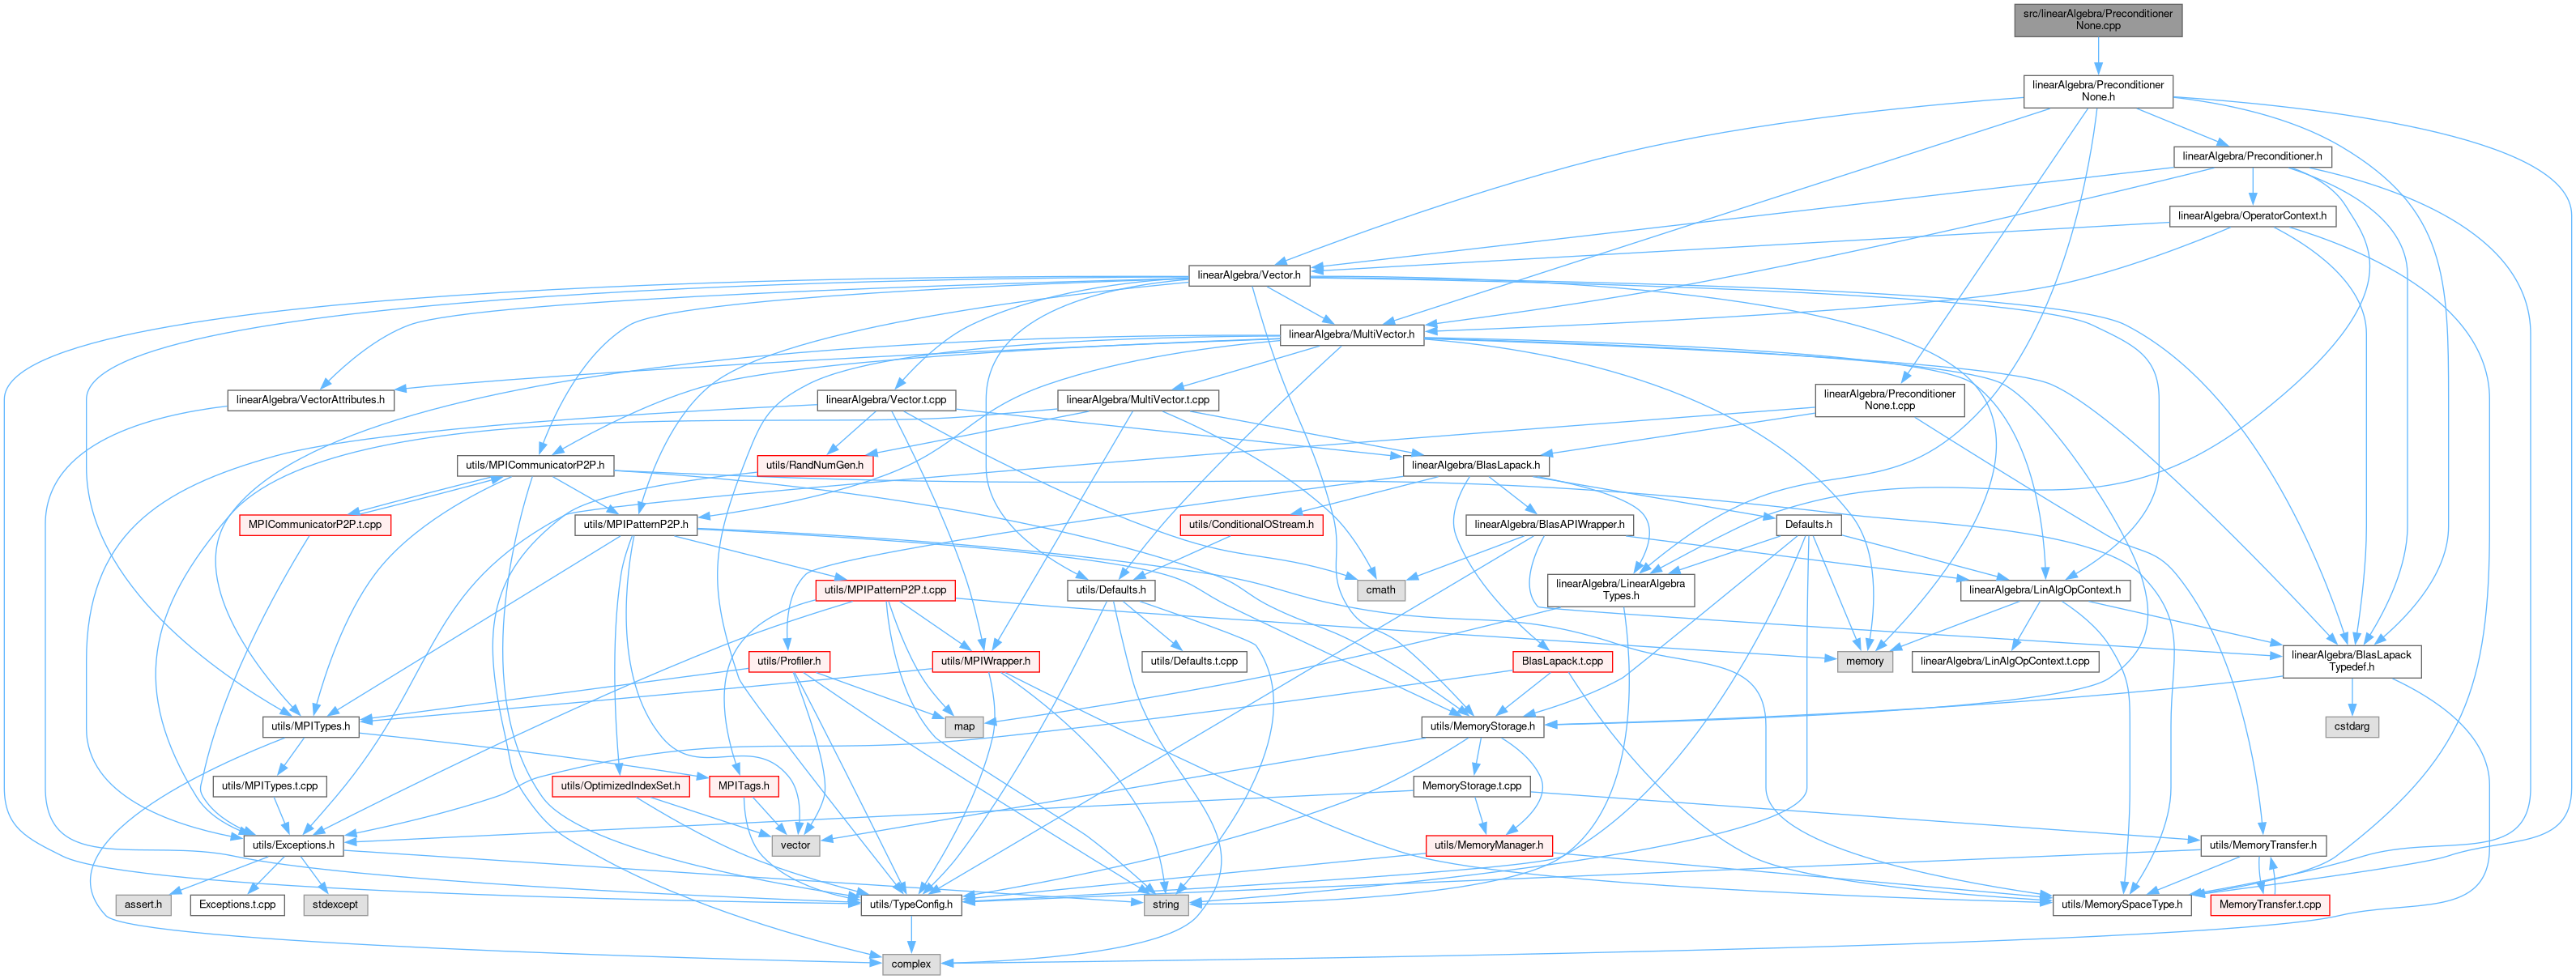 src/linearAlgebra/Preconditioner
None.cpp
linearAlgebra/Preconditioner
None.h
linearAlgebra/Preconditioner.h
linearAlgebra/OperatorContext.h
linearAlgebra/Vector.h
linearAlgebra/MultiVector.h
linearAlgebra/VectorAttributes.h
linearAlgebra/Vector.t.cpp
linearAlgebra/MultiVector.t.cpp
linearAlgebra/Preconditioner
None.t.cpp
utils/MPICommunicatorP2P.h
utils/RandNumGen.h
linearAlgebra/BlasLapack.h
MPICommunicatorP2P.t.cpp
utils/MPIPatternP2P.h
utils/ConditionalOStream.h
linearAlgebra/BlasAPIWrapper.h
Defaults.h
utils/MPIPatternP2P.t.cpp
utils/Defaults.h
cmath
linearAlgebra/LinearAlgebra
Types.h
linearAlgebra/LinAlgOpContext.h
utils/Profiler.h
utils/MPIWrapper.h
utils/Defaults.t.cpp
BlasLapack.t.cpp
memory
linearAlgebra/LinAlgOpContext.t.cpp
linearAlgebra/BlasLapack
Typedef.h
utils/MPITypes.h
map
utils/MemoryStorage.h
cstdarg
utils/MPITypes.t.cpp
utils/OptimizedIndexSet.h
MPITags.h
MemoryStorage.t.cpp
utils/Exceptions.h
vector
utils/MemoryManager.h
utils/MemoryTransfer.h
assert.h
Exceptions.t.cpp
stdexcept
utils/TypeConfig.h
string
utils/MemorySpaceType.h
MemoryTransfer.t.cpp
complex